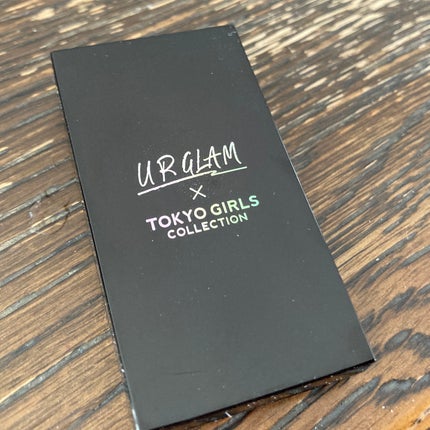 UR GLAM
×
TOKYO GIRLS
COLLECTION